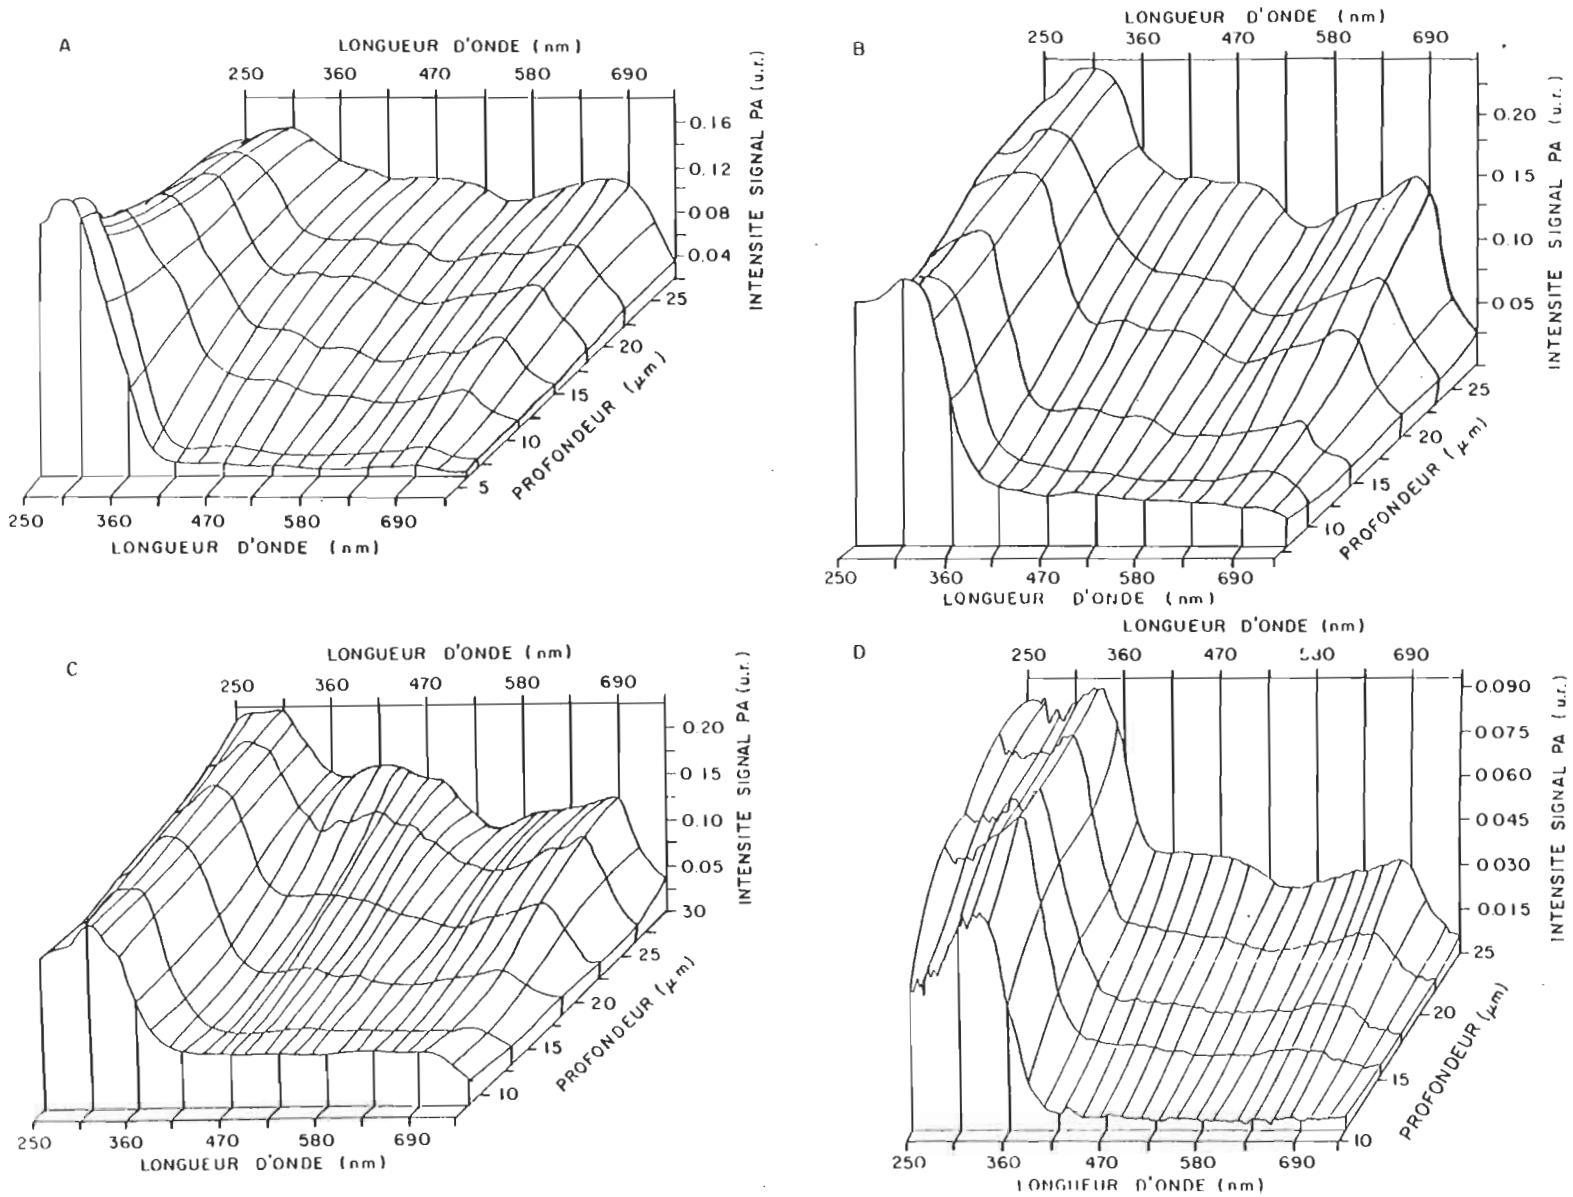 A
LONGUEUR D'ONDE (nm)
250 360 470 580 690
INTENSITE SIGNAL PA (u.r.)
0.16
0.12
0.08
0.04
25
20
15
10
5
PROFONDEUR (μm)
250 360 470 580 690
LONGUEUR D'ONDE (nm)
B
LONGUEUR D'ONDE (nm)
250 360 470 580 690
INTENSITE SIGNAL PA (u.r.)
0.20
0.15
0.10
0.05
25
20
15
10
PROFONDEUR (μm)
250 360 470 580 690
LONGUEUR D'ONDE (nm)
C
LONGUEUR D'ONDE (nm)
250 360 470 580 690
INTENSITE SIGNAL PA (u.r.)
0.20
0.15
0.10
0.05
30
25
20
15
10
PROFONDEUR (μm)
250 360 470 580 690
LONGUEUR D'ONDE (nm)
D
LONGUEUR D'ONDE (nm)
250 360 470 580 690
INTENSITE SIGNAL PA (u.r.)
0.090
0.075
0.060
0.045
0.030
0.015
25
20
15
10
PROFONDEUR (μm)
250 360 470 580 690
LONGUEUR D'ONDE (nm)